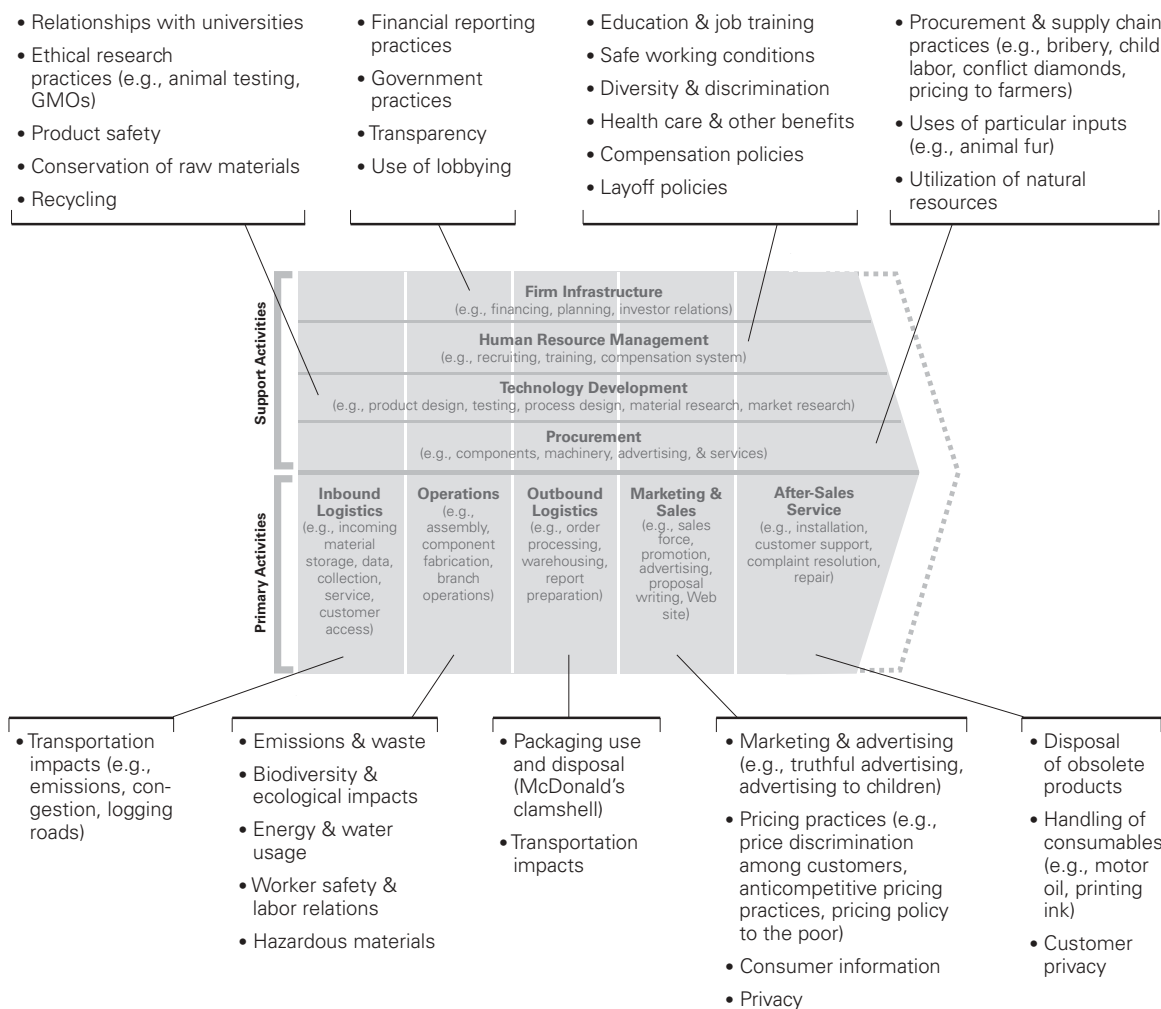 • Relationships with universities
• Ethical research
practices (e.g., animal testing,
GMOs)
• Product safety
• Conservation of raw materials
• Recycling
• Financial reporting
practices
• Government
practices
• Transparency
• Use of lobbying
• Education & job training
• Safe working conditions
• Diversity & discrimination
• Health care & other benefits
• Compensation policies
• Layoff policies
• Procurement & supply chain
practices (e.g., bribery, child
labor, conflict diamonds,
pricing to farmers)
• Uses of particular inputs
(e.g., animal fur)
• Utilization of natural
resources
Support Activities
Firm Infrastructure
(e.g., financing, planning, investor relations)
Human Resource Management
(e.g., recruiting, training, compensation system)
Technology Development
(e.g., product design, testing, process design, material research, market research)
Procurement
(e.g., components, machinery, advertising, & services)
Primary Activities
Inbound
Logistics
(e.g., incoming
material
storage, data,
collection,
service,
customer
access)
Operations
(e.g.,
assembly,
component
fabrication,
branch
operations)
Outbound
Logistics
(e.g., order
processing,
warehousing,
report
preparation)
Marketing &
Sales
(e.g., sales
force,
promotion,
advertising,
proposal
writing, Web
site)
After-Sales
Service
(e.g., installation,
customer support,
complaint resolution,
repair)
• Transportation
impacts (e.g.,
emissions, con-
gestion, logging
roads)
• Emissions & waste
• Biodiversity &
ecological impacts
• Energy & water
usage
• Worker safety &
labor relations
• Hazardous materials
• Packaging use
and disposal
(McDonald's
clamshell)
• Transportation
impacts
• Marketing & advertising
(e.g., truthful advertising,
advertising to children)
• Pricing practices (e.g.,
price discrimination
among customers,
anticompetitive pricing
practices, pricing policy
to the poor)
• Consumer information
• Privacy
• Disposal
of obsolete
products
• Handling of
consumables
(e.g., motor
oil, printing
ink)
• Customer
privacy